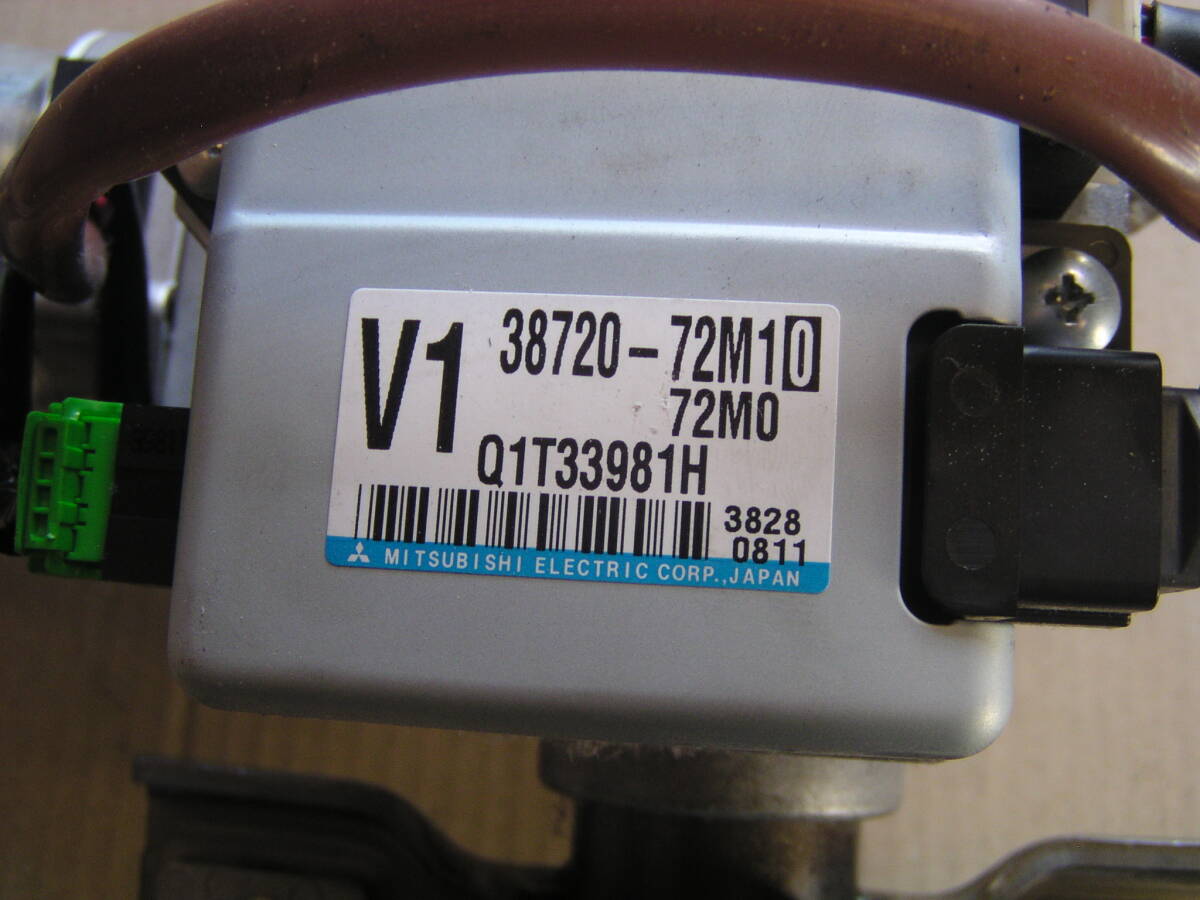 V1 38720-72M10
72M0
Q1T33981H
3828
0811
MITSUBISHI ELECTRIC CORP.,JAPAN